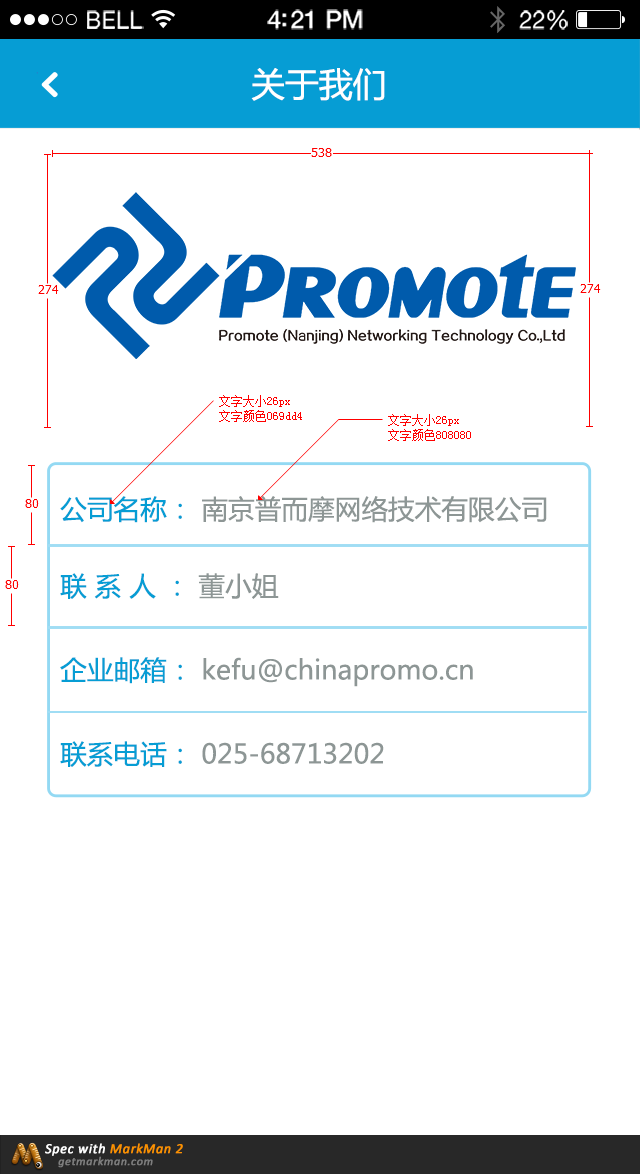 BELL 4:21 PM 22%
关于我们
538
274
274
PROMOTE
Promote (Nanjing) Networking Technology Co.,Ltd
文字大小26px
文字颜色069dd4
文字大小26px
文字颜色808080
80
公司名称： 南京普而摩网络技术有限公司
80
联 系 人 ： 董小姐
企业邮箱： kefu@chinapromo.cn
联系电话： 025-68713202
Spec with MarkMan 2
getmarkman.com